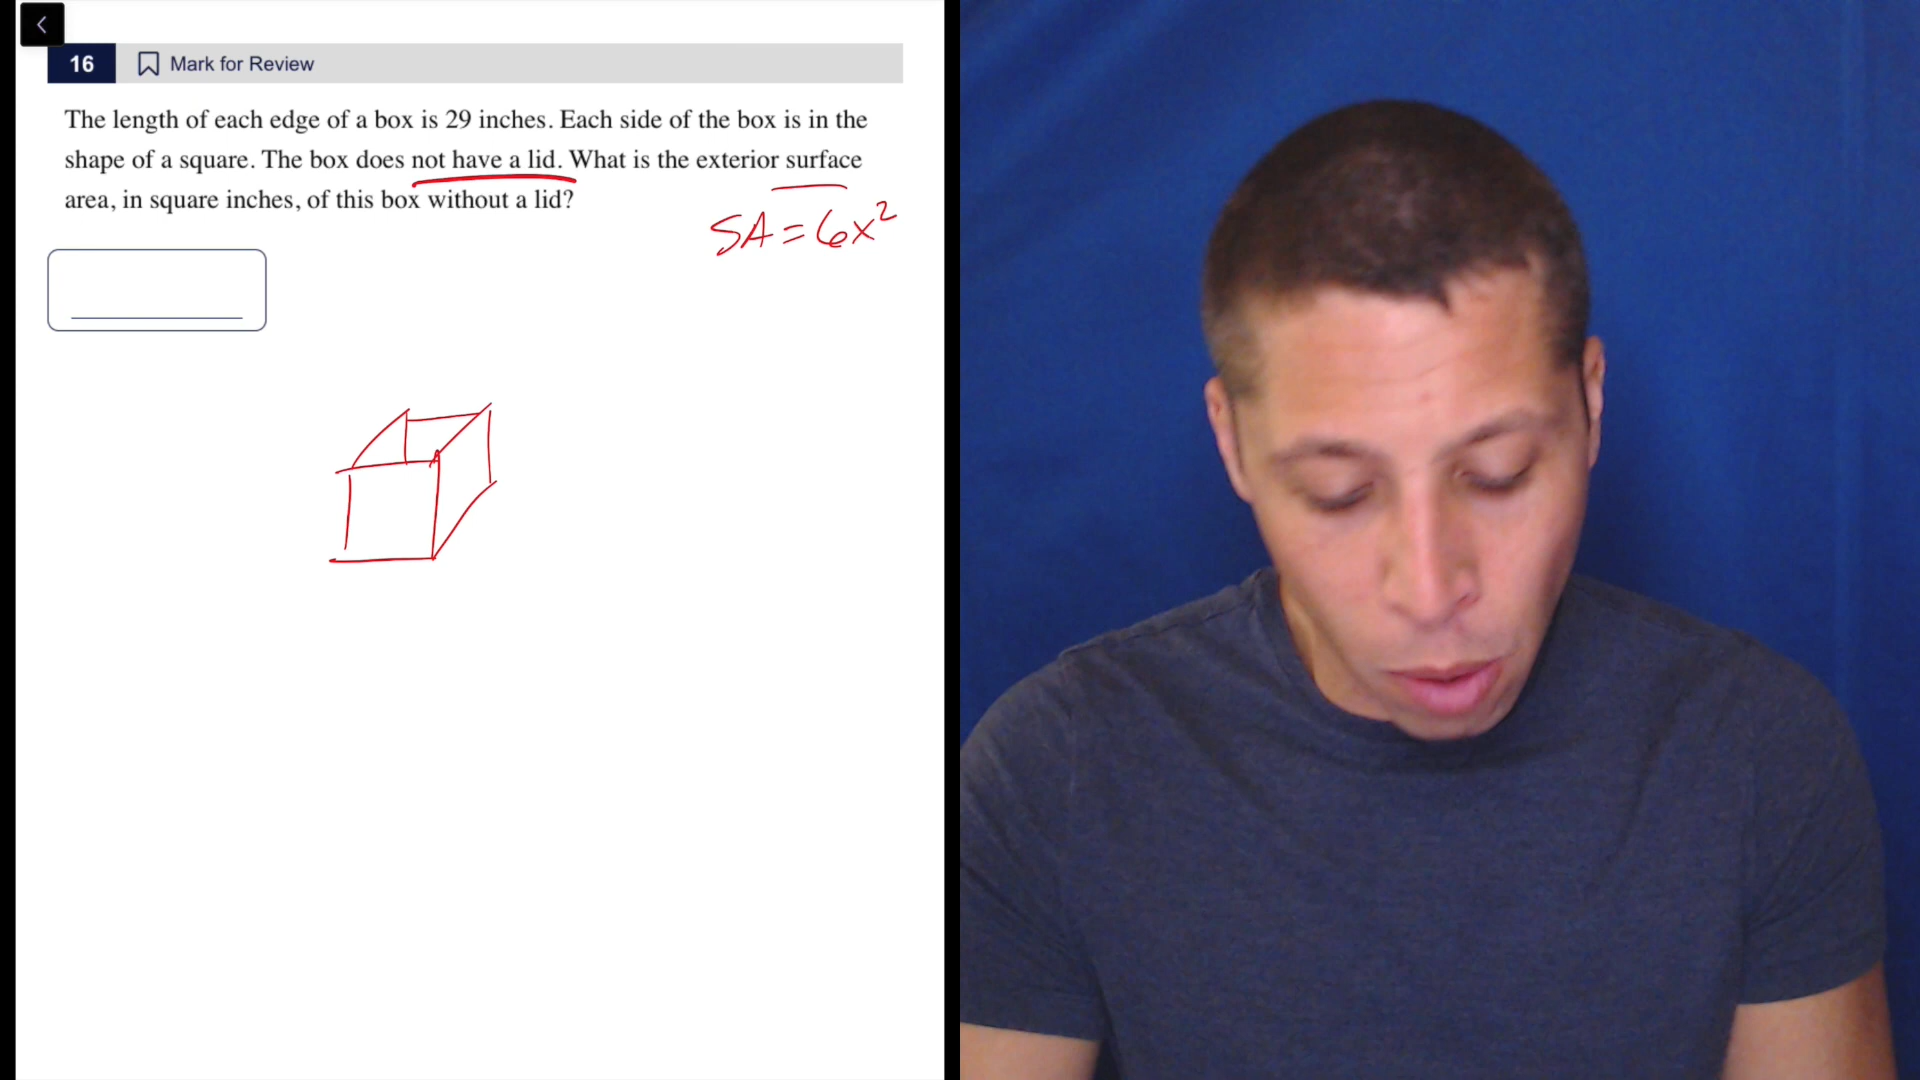 16 Mark for Review
The length of each edge of a box is 29 inches. Each side of the box is in the
shape of a square. The box does not have a lid. What is the exterior surface
area, in square inches, of this box without a lid?
SA = 6x²